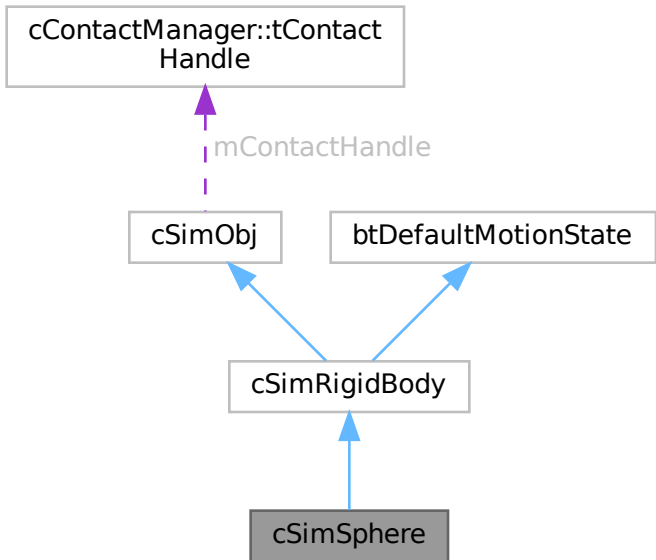 cContactManager::tContact
Handle
mContactHandle
cSimObj
btDefaultMotionState
cSimRigidBody
cSimSphere